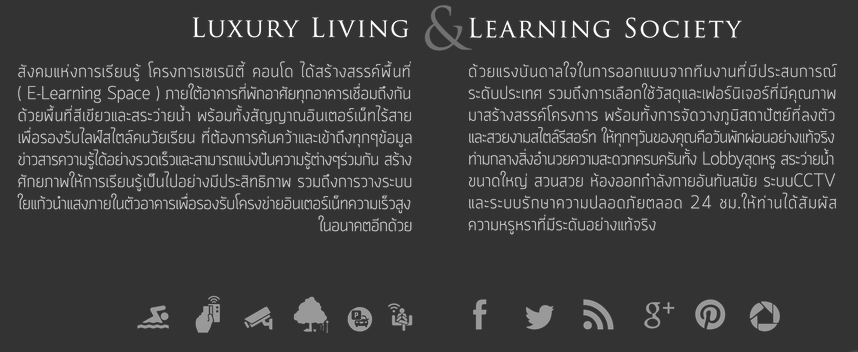 LUXURY LIVING & LEARNING SOCIETY
สังคมแห่งการเรียนรู้ โครงการเซเรนิตี้ คอนโด ได้สร้างสรรค์พื้นที่
( E-Learning Space ) ภายใต้อาคารที่พักอาศัยทุกอาคารเชื่อมถึงกัน
ด้วยพื้นที่สีเขียวและสระว่ายน้ำ พร้อมทั้งสัญญาณอินเตอร์เน็ทไร้สาย
เพื่อรองรับไลฟ์สไตล์คนวัยเรียน ที่ต้องการค้นคว้าและเข้าถึงทุกๆข้อมูล
ข่าวสารความรู้ได้อย่างรวดเร็วและสามารถแบ่งปันความรู้ต่างๆร่วมกัน สร้าง
ศักยภาพให้การเรียนรู้เป็นไปอย่างมีประสิทธิภาพ รวมถึงการวางระบบ
ใยแก้วนำแสงภายในตัวอาคารเพื่อรองรับโครงข่ายอินเตอร์เน็ทความเร็วสูง
ในอนาคตอีกด้วย
ด้วยแรงบันดาลใจในการออกแบบจากทีมงานที่มีประสบการณ์
ระดับประเทศ รวมถึงการเลือกใช้วัสดุและเฟอร์นิเจอร์ที่มีคุณภาพ
มาสร้างสรรค์โครงการ พร้อมทั้งการจัดวางภูมิสถาปัตย์ที่ลงตัว
และสวยงามสไตล์รีสอร์ท ให้ทุกๆวันของคุณคือวันพักผ่อนอย่างแท้จริง
ท่ามกลางสิ่งอำนวยความสะดวกครบครันทั้ง Lobbyสุดหรู สระว่ายน้ำ
ขนาดใหญ่ สวนสวย ห้องออกกำลังกายอันทันสมัย ระบบCCTV
และระบบรักษาความปลอดภัยตลอด 24 ชม.ให้ท่านได้สัมผัส
ความหรูหราที่มีระดับอย่างแท้จริง